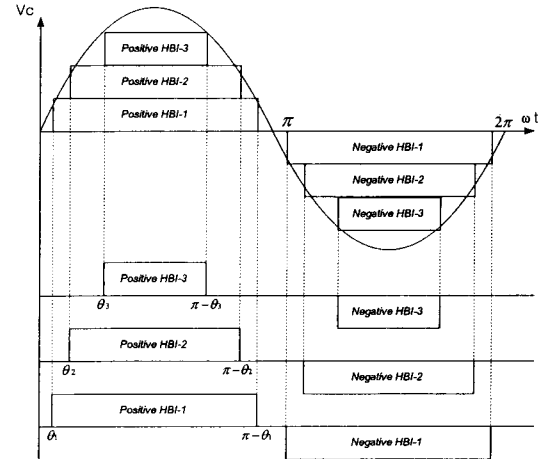 Vc
Positive HBI-3
Positive HBI-2
Positive HBI-1
π
2π
ωt
Negative HBI-1
Negative HBI-2
Negative HBI-3
Positive HBI-3
θ3
π-θ3
Negative HBI-3
Positive HBI-2
θ2
π-θ2
Negative HBI-2
Positive HBI-1
θ1
π-θ1
Negative HBI-1